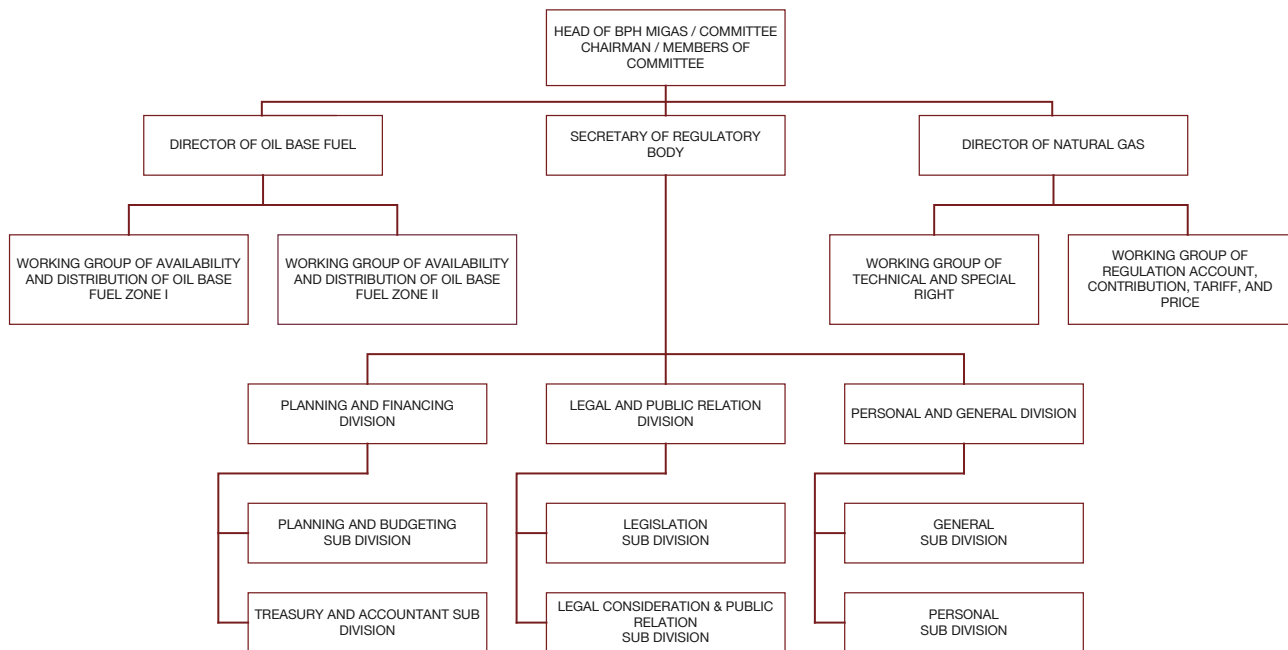 HEAD OF BPH MIGAS / COMMITTEE
CHAIRMAN / MEMBERS OF
COMMITTEE
DIRECTOR OF OIL BASE FUEL
SECRETARY OF REGULATORY
BODY
DIRECTOR OF NATURAL GAS
WORKING GROUP OF AVAILABILITY
AND DISTRIBUTION OF OIL BASE
FUEL ZONE I
WORKING GROUP OF AVAILABILITY
AND DISTRIBUTION OF OIL BASE
FUEL ZONE II
WORKING GROUP OF
TECHNICAL AND SPECIAL
RIGHT
WORKING GROUP OF
REGULATION ACCOUNT,
CONTRIBUTION, TARIFF, AND
PRICE
PLANNING AND FINANCING
DIVISION
LEGAL AND PUBLIC RELATION
DIVISION
PERSONAL AND GENERAL DIVISION
PLANNING AND BUDGETING
SUB DIVISION
LEGISLATION
SUB DIVISION
GENERAL
SUB DIVISION
TREASURY AND ACCOUNTANT SUB
DIVISION
LEGAL CONSIDERATION & PUBLIC
RELATION
SUB DIVISION
PERSONAL
SUB DIVISION